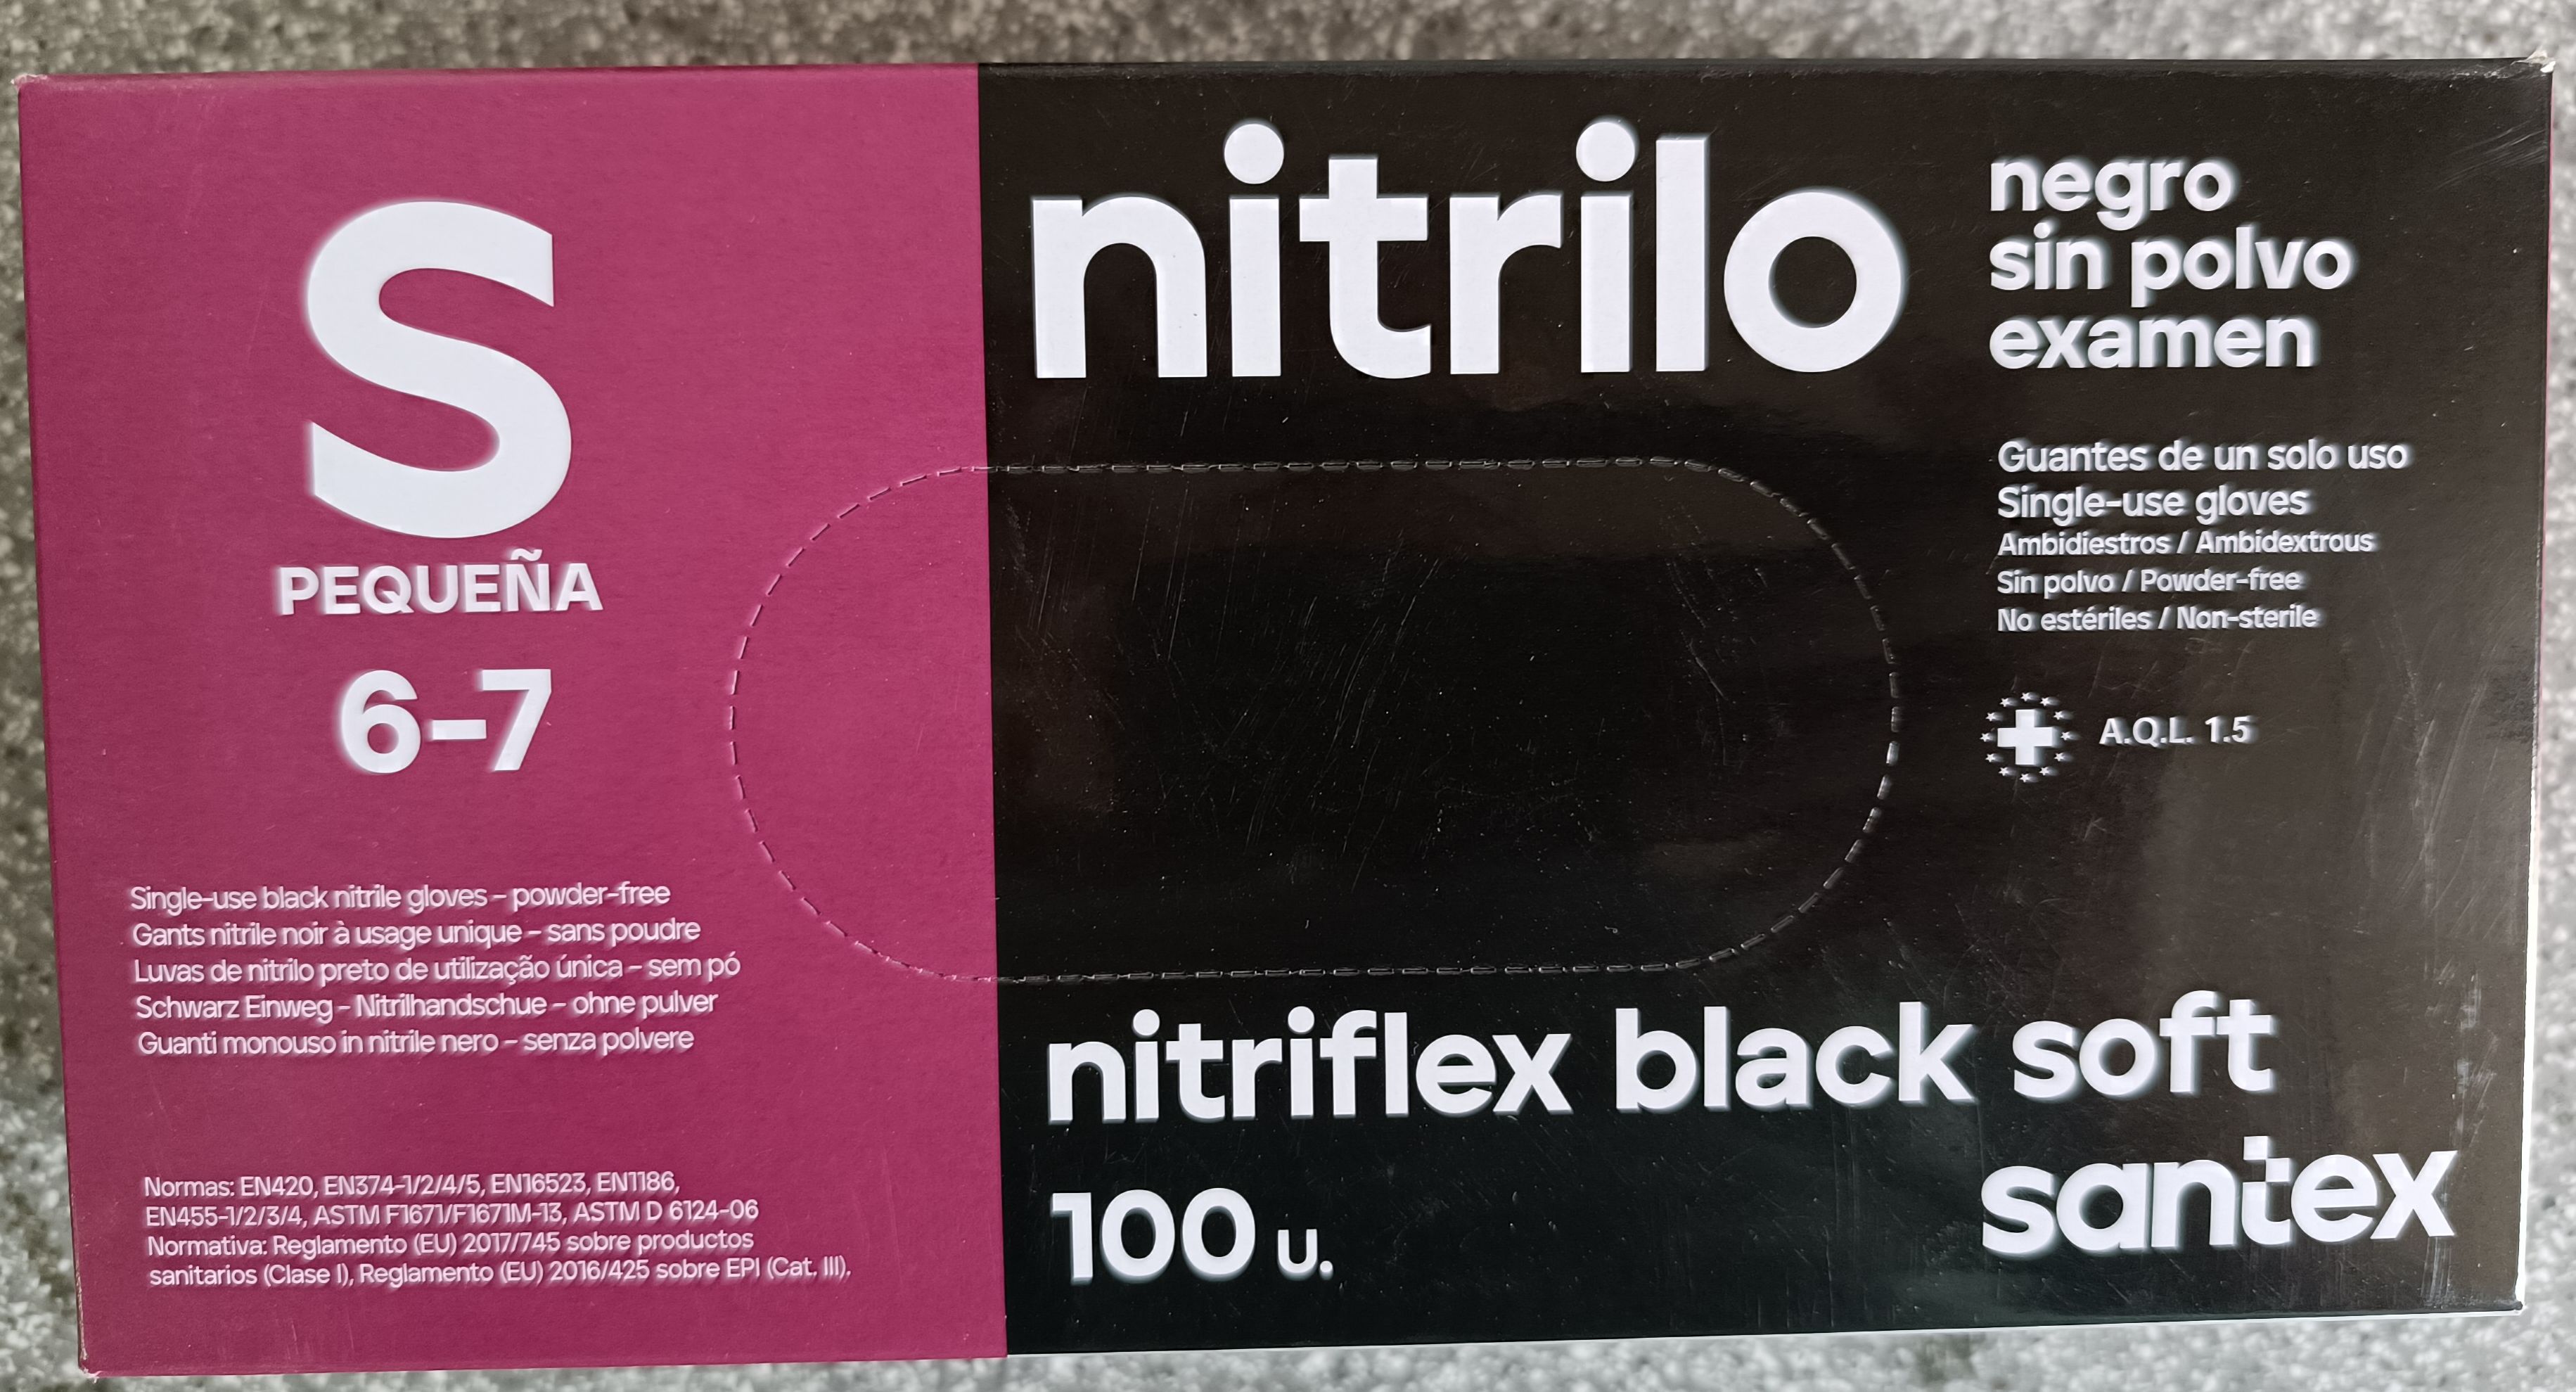 S
PEQUEÑA
6-7
Single-use black nitrile gloves - powder-free
Gants nitrile noir à usage unique - sans poudre
Luvas de nitrilo preto de utilização única - sem pó
Schwarz Einweg - Nitrilhandschue - ohne pulver
Guanti monouso in nitrile nero - senza polvere
Normas: EN420, EN374-1/2/4/5, EN16523, EN1186,
EN455-1/2/3/4, ASTM F1671/F1671M-13, ASTM D 6124-06
Normativa: Reglamento (EU) 2017/745 sobre productos
sanitarios (Clase I), Reglamento (EU) 2016/425 sobre EPI (Cat. III).
nitrilo
negro
sin polvo
examen
Guantes de un solo uso
Single-use gloves
Ambidiestros / Ambidextrous
Sin polvo / Powder-free
No estériles / Non-sterile
A.Q.L. 1.5
nitriflex black soft
100 u.
santex